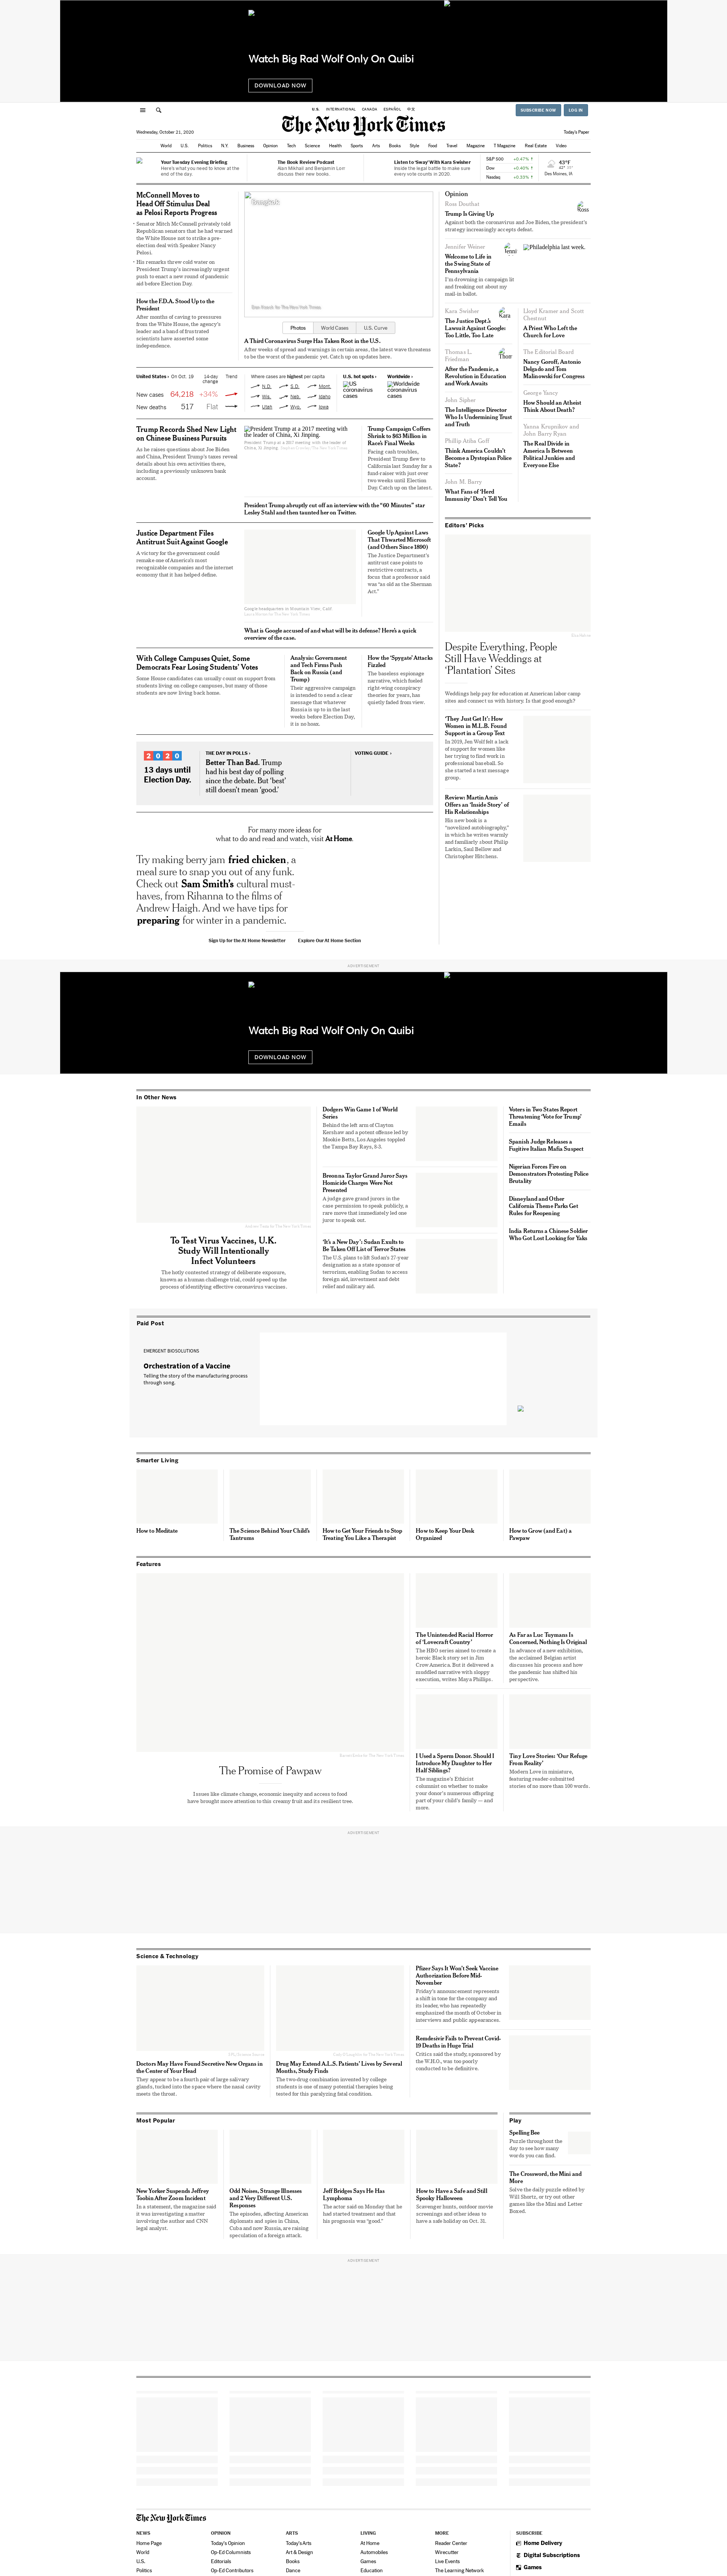 Watch Big Rad Wolf Only On Quibi
DOWNLOAD NOW
U.S.
INTERNATIONAL
CANADA
ESPAÑOL
中文
SUBSCRIBE NOW
LOG IN
The New York Times
Wednesday, October 21, 2020
Today's Paper
World
U.S.
Politics
N.Y.
Business
Opinion
Tech
Science
Health
Sports
Arts
Books
Style
Food
Travel
Magazine
T Magazine
Real Estate
Video
Your Tuesday Evening Briefing
Here's what you need to know at the
end of the day.
The Book Review Podcast
Alan Mikhail and Benjamin Lorr
discuss their new books.
Listen to 'Sway' With Kara Swisher
Inside the legal battle to make sure
every vote counts in 2020.
S&P 500
+0.47% ↑
Dow
+0.40% ↑
Nasdaq
+0.33% ↑
43°F
Des Moines, IA
McConnell Moves to
Head Off Stimulus Deal
as Pelosi Reports Progress
• Senator Mitch McConnell privately told
Republican senators that he had warned
the White House not to strike a pre-
election deal with Speaker Nancy
Pelosi.
• His remarks threw cold water on
President Trump's increasingly urgent
push to enact a new round of pandemic
aid before Election Day.
How the F.D.A. Stood Up to the
President
After months of caving to pressures
from the White House, the agency's
leader and a band of frustrated
scientists found some
independence.
Bangkok
Photos
World Cases
U.S. Curve
A Third Coronavirus Surge Has Taken Root in the U.S.
After weeks of spread and warnings in certain areas, the latest wave threatens
to be the worst of the pandemic yet. Catch up on updates here.
United States ›
On Oct. 19
14-day
change
Trend
New cases
64,218
+34%
New deaths
517
Flat
Where cases are highest per capita
N.D.
S.D.
Mont.
Wis.
Neb.
Idaho
Utah
Wyo.
Iowa
U.S. hot spots ›
U.S.
coronavirus
cases
Worldwide ›
Worldwide
coronavirus
cases
Trump Records Shed New Light
on Chinese Business Pursuits
As he raises questions about Joe Biden
and China, President Trump's taxes reveal
details about his own activities there,
including a previously unknown bank
account.
President Trump at a 2017 meeting with
the leader of China, Xi Jinping.
President Trump at a 2017 meeting with the leader of
China, Xi Jinping.
Trump Campaign Coffers
Shrink to $63 Million in
Race's Final Weeks
Facing cash troubles,
President Trump flew to
California last Sunday for a
fund-raiser with just over
two weeks until Election
Day. Catch up on the latest.
President Trump abruptly cut off an interview with the “60 Minutes” star
Lesley Stahl and then taunted her on Twitter.
Justice Department Files
Antitrust Suit Against Google
A victory for the government could
remake one of America's most
recognizable companies and the internet
economy that it has helped define.
Google headquarters in Mountain View, Calif.
Google Up Against Laws
That Thwarted Microsoft
(and Others Since 1890)
The Justice Department's
antitrust case points to
restrictive contracts, a
focus that a professor said
was “as old as the Sherman
Act.”
What is Google accused of and what will be its defense? Here's a quick
overview of the case.
With College Campuses Quiet, Some
Democrats Fear Losing Students' Votes
Some House candidates can usually count on support from
students living on college campuses, but many of those
students are now living back home.
Analysis: Government
and Tech Firms Push
Back on Russia (and
Trump)
Their aggressive campaign
is intended to send a clear
message that whatever
Russia is up to in the last
weeks before Election Day,
it is no hoax.
How the 'Spygate' Attacks
Fizzled
The baseless espionage
narrative, which fueled
right-wing conspiracy
theories for years, has
quietly faded from view.
2020
13 days until
Election Day.
THE DAY IN POLLS ›
Better Than Bad. Trump
had his best day of polling
since the debate. But 'best'
still doesn't mean 'good.'
VOTING GUIDE ›
For many more ideas for
what to do and read and watch, visit At Home.
Try making berry jam fried chicken, a
meal sure to snap you out of any funk.
Check out Sam Smith's cultural must-
haves, from Rihanna to the films of
Andrew Haigh. And we have tips for
preparing for winter in a pandemic.
Sign Up for the At Home Newsletter
Explore Our At Home Section
Opinion
Ross Douthat
Ross
Trump Is Giving Up
Against both the coronavirus and Joe Biden, the president's
strategy increasingly accepts defeat.
Jennifer Weiner
Jenni
Welcome to Life in
the Swing State of
Pennsylvania
I'm drowning in campaign lit
and freaking out about my
mail-in ballot.
Philadelphia last week.
Kara Swisher
Kara
The Justice Dept.'s
Lawsuit Against Google:
Too Little, Too Late
Thomas L.
Friedman
Thom
After the Pandemic, a
Revolution in Education
and Work Awaits
John Sipher
The Intelligence Director
Who Is Undermining Trust
and Truth
Phillip Atiba Goff
Think America Couldn't
Become a Dystopian Police
State?
John M. Barry
What Fans of 'Herd
Immunity' Don't Tell You
Lloyd Kramer and Scott
Chestnut
A Priest Who Left the
Church for Love
The Editorial Board
Nancy Goroff, Antonio
Delgado and Tom
Malinowski for Congress
George Yancy
How Should an Atheist
Think About Death?
Yanna Krupnikov and
John Barry Ryan
The Real Divide in
America Is Between
Political Junkies and
Everyone Else
Editors' Picks
Despite Everything, People
Still Have Weddings at
'Plantation' Sites
Weddings help pay for education at American labor camp
sites and connect us with history. Is that good enough?
'They Just Get It': How
Women in M.L.B. Found
Support in a Group Text
In 2019, Jen Wolf felt a lack
of support for women like
her trying to find work in
professional baseball. So
she started a text message
group.
Review: Martin Amis
Offers an 'Inside Story' of
His Relationships
His new book is a
“novelized autobiography,”
in which he writes warmly
and familiarly about Philip
Larkin, Saul Bellow and
Christopher Hitchens.
ADVERTISEMENT
Watch Big Rad Wolf Only On Quibi
DOWNLOAD NOW
In Other News
To Test Virus Vaccines, U.K.
Study Will Intentionally
Infect Volunteers
The hotly contested strategy of deliberate exposure,
known as a human challenge trial, could speed up the
process of identifying effective coronavirus vaccines.
Dodgers Win Game 1 of World
Series
Behind the left arm of Clayton
Kershaw and a potent offense led by
Mookie Betts, Los Angeles toppled
the Tampa Bay Rays, 8-3.
Breonna Taylor Grand Juror Says
Homicide Charges Were Not
Presented
A judge gave grand jurors in the
case permission to speak publicly, a
rare move that immediately led one
juror to speak out.
'It's a New Day': Sudan Exults to
Be Taken Off List of Terror States
The U.S. plans to lift Sudan's 27-year
designation as a state sponsor of
terrorism, enabling Sudan to access
foreign aid, investment and debt
relief and military aid.
Voters in Two States Report
Threatening 'Vote for Trump'
Emails
Spanish Judge Releases a
Fugitive Italian Mafia Suspect
Nigerian Forces Fire on
Demonstrators Protesting Police
Brutality
Disneyland and Other
California Theme Parks Get
Rules for Reopening
India Returns a Chinese Soldier
Who Got Lost Looking for Yaks
Paid Post
EMERGENT BIOSOLUTIONS
Orchestration of a Vaccine
Telling the story of the manufacturing process
through song.
Smarter Living
How to Meditate
The Science Behind Your Child's
Tantrums
How to Get Your Friends to Stop
Treating You Like a Therapist
How to Keep Your Desk
Organized
How to Grow (and Eat) a
Pawpaw
Features
The Promise of Pawpaw
Issues like climate change, economic inequity and access to food
have brought more attention to this creamy fruit and its resilient tree.
The Unintended Racial Horror
of 'Lovecraft Country'
The HBO series aimed to create a
heroic Black story set in Jim
Crow America. But it delivered a
muddled narrative with sloppy
execution, writes Maya Phillips.
As Far as Luc Tuymans Is
Concerned, Nothing Is Original
In advance of a new exhibition,
the acclaimed Belgian artist
discusses his process and how
the pandemic has shifted his
perspective.
I Used a Sperm Donor. Should I
Introduce My Daughter to Her
Half Siblings?
The magazine's Ethicist
columnist on whether to make
your donor's numerous offspring
part of your child's family — and
more.
Tiny Love Stories: 'Our Refuge
From Reality'
Modern Love in miniature,
featuring reader-submitted
stories of no more than 100 words.
ADVERTISEMENT
Science & Technology
Doctors May Have Found Secretive New Organs in
the Center of Your Head
They appear to be a fourth pair of large salivary
glands, tucked into the space where the nasal cavity
meets the throat.
Drug May Extend A.L.S. Patients' Lives by Several
Months, Study Finds
The two-drug combination invented by college
students is one of many potential therapies being
tested for this paralyzing fatal condition.
Pfizer Says It Won't Seek Vaccine
Authorization Before Mid-
November
Friday's announcement represents
a shift in tone for the company and
its leader, who has repeatedly
emphasized the month of October in
interviews and public appearances.
Remdesivir Fails to Prevent Covid-
19 Deaths in Huge Trial
Critics said the study, sponsored by
the W.H.O., was too poorly
conducted to be definitive.
Most Popular
New Yorker Suspends Jeffrey
Toobin After Zoom Incident
In a statement, the magazine said
it was investigating a matter
involving the author and CNN
legal analyst.
Odd Noises, Strange Illnesses
and 2 Very Different U.S.
Responses
The episodes, affecting American
diplomats and spies in China,
Cuba and now Russia, are raising
speculation of a foreign attack.
Jeff Bridges Says He Has
Lymphoma
The actor said on Monday that he
had started treatment and that
his prognosis was “good.”
How to Have a Safe and Still
Spooky Halloween
Scavenger hunts, outdoor movie
screenings and other ideas to
have a safe holiday on Oct. 31.
Play
Spelling Bee
Puzzle throughout the
day to see how many
words you can find.
The Crossword, the Mini and
More
Solve the daily puzzle edited by
Will Shortz, or try out other
games like the Mini and Letter
Boxed.
ADVERTISEMENT
The New York Times
NEWS
Home Page
World
U.S.
Politics
OPINION
Today's Opinion
Op-Ed Columnists
Editorials
Op-Ed Contributors
ARTS
Today's Arts
Art & Design
Books
Dance
LIVING
At Home
Automobiles
Games
Education
MORE
Reader Center
Wirecutter
Live Events
The Learning Network
SUBSCRIBE
Home Delivery
Digital Subscriptions
Games